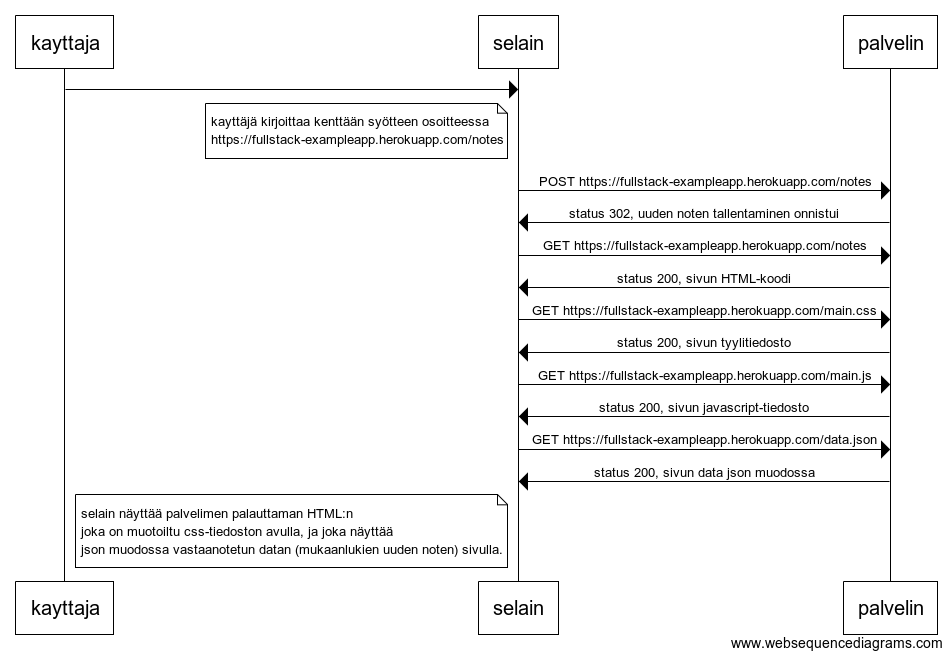 kayttaja
selain
palvelin
kayttäjä kirjoittaa kenttään syötteen osoitteessa
https://fullstack-exampleapp.herokuapp.com/notes
POST https://fullstack-exampleapp.herokuapp.com/notes
status 302, uuden noten tallentaminen onnistui
GET https://fullstack-exampleapp.herokuapp.com/notes
status 200, sivun HTML-koodi
GET https://fullstack-exampleapp.herokuapp.com/main.css
status 200, sivun tyylitiedosto
GET https://fullstack-exampleapp.herokuapp.com/main.js
status 200, sivun javascript-tiedosto
GET https://fullstack-exampleapp.herokuapp.com/data.json
status 200, sivun data json muodossa
selain näyttää palvelimen palauttaman HTML:n
joka on muotoiltu css-tiedoston avulla, ja joka näyttää
json muodossa vastaanotetun datan (mukaanlukien uuden noten) sivulla.
kayttaja
selain
palvelin
www.websequencediagrams.com